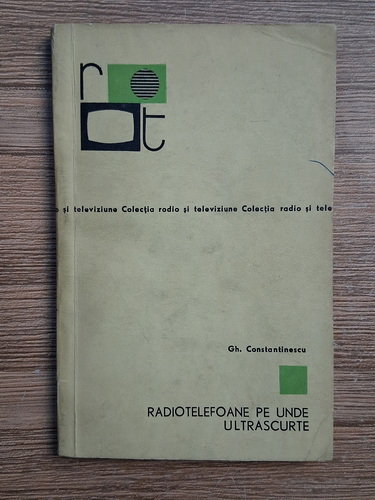 r
t
o și televiziune Colecția radio și televiziune Colecția radio și tele
Gh. Constantinescu
RADIOTELEFOANE PE UNDE
ULTRASCURTE